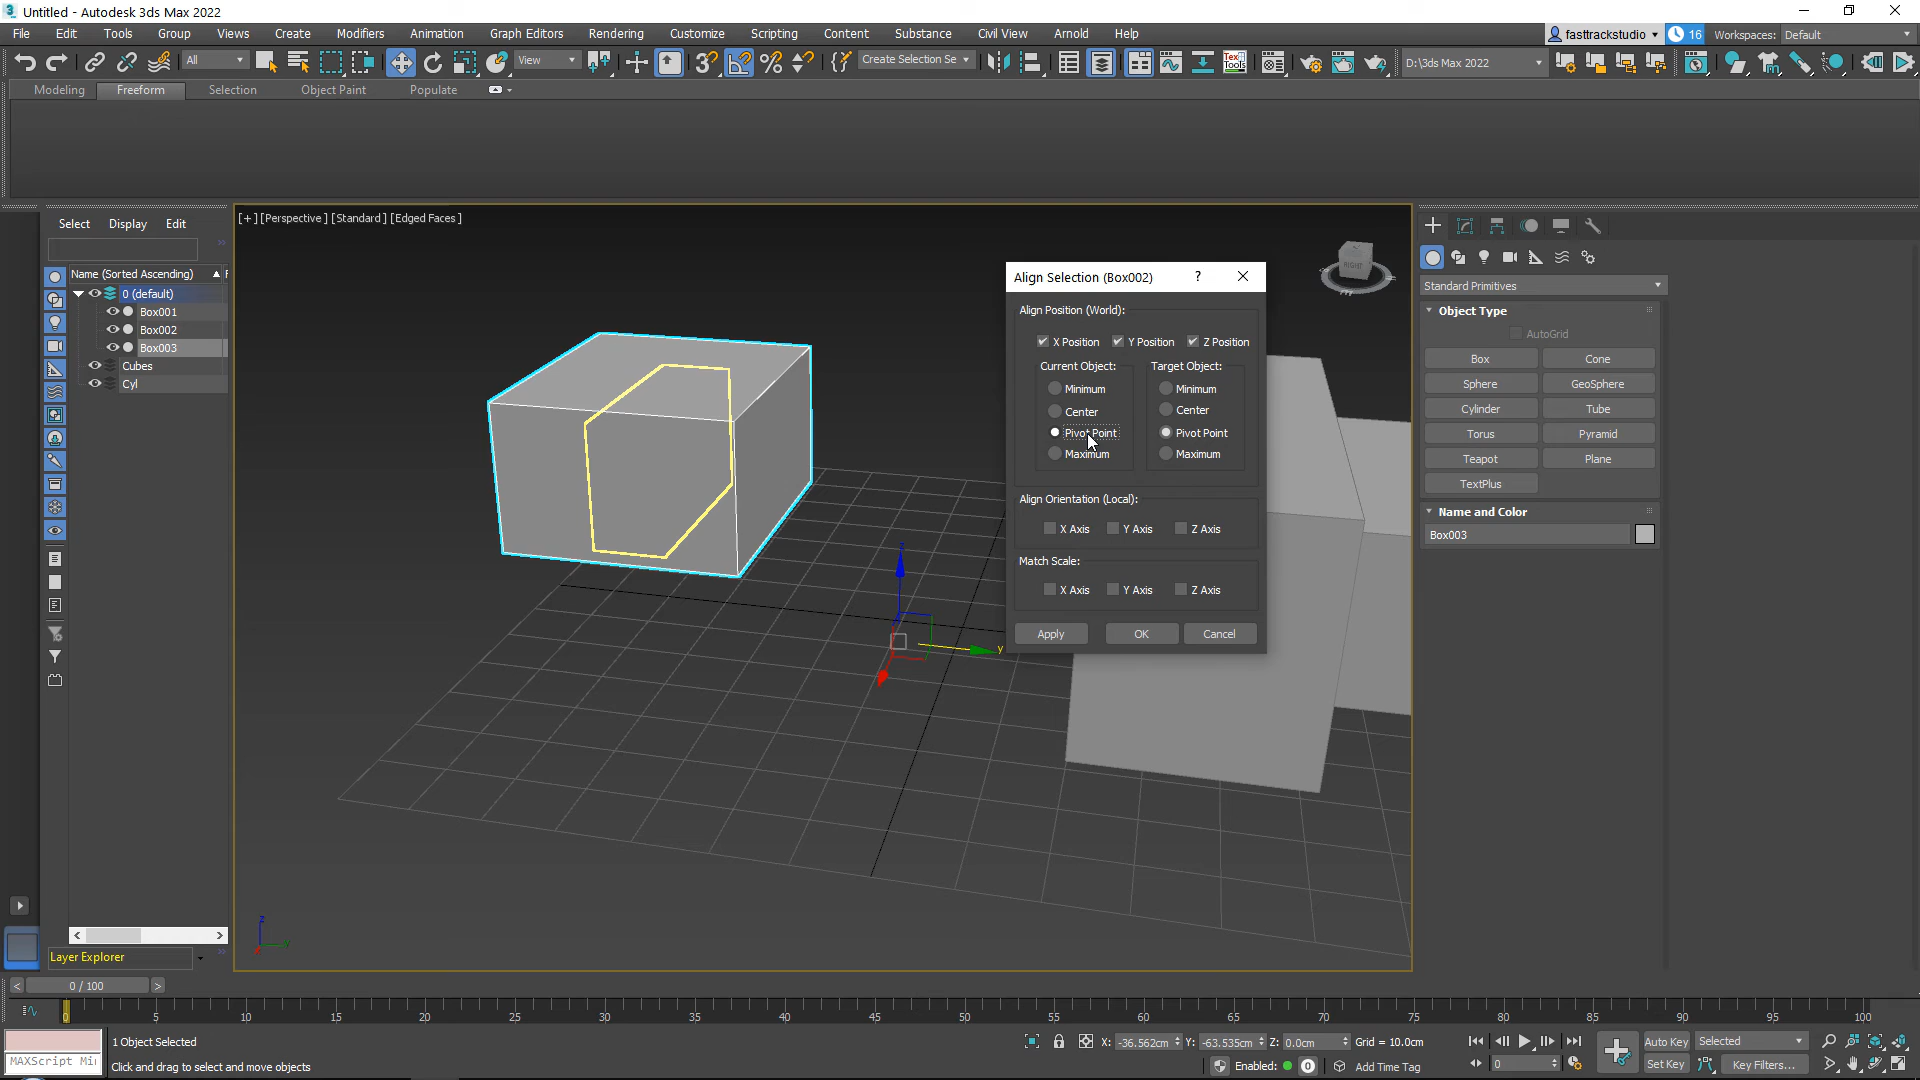 Untitled - Autodesk 3ds Max 2022
File Edit Tools Group Views Create Modifiers Animation Graph Editors Rendering Customize Scripting Content Substance Civil View Arnold Help
fasttrackstudio 16 Workspaces: Default
All View Create Selection Se D:\3ds Max 2022
Modeling Freeform Selection Object Paint Populate
Select Display Edit
[+] [Perspective] [Standard] [Edged Faces]
Name (Sorted Ascending)
0 (default)
Box001
Box002
Box003
Cubes
Cyl
RIGHT
Align Selection (Box002) ?
Align Position (World):
X Position Y Position Z Position
Current Object: Target Object:
Minimum Minimum
Center Center
Pivot Point Pivot Point
Maximum Maximum
Align Orientation (Local):
X Axis Y Axis Z Axis
Match Scale:
X Axis Y Axis Z Axis
Apply OK Cancel
z
y
Standard Primitives
Object Type
AutoGrid
Box Cone
Sphere GeoSphere
Cylinder Tube
Torus Pyramid
Teapot Plane
TextPlus
Name and Color
Box003
Layer Explorer
0 / 100
0 5 10 15 20 25 30 35 40 45 50 55 60 65 70 75 80 85 90 95 100
1 Object Selected
X: -36.562cm Y: -63.535cm Z: 0.0cm Grid = 10.0cm
Auto Key Selected
MAXScript Mi
Click and drag to select and move objects
Enabled: 0 Add Time Tag
0
Set Key Key Filters...